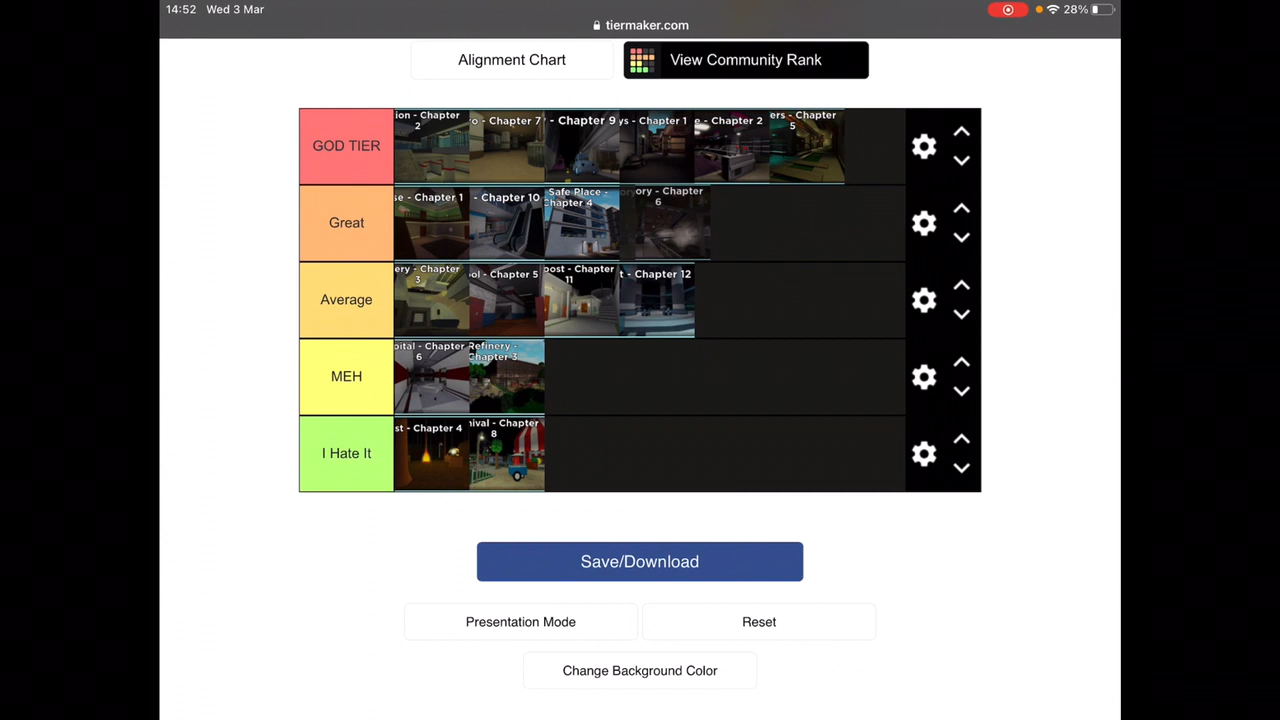 14:52 Wed 3 Mar
28%
tiermaker.com
Alignment Chart
View Community Rank
GOD TIER
ion - Chapter
2
o - Chapter 7
- Chapter 9
ys - Chapter 1
e - Chapter 2
ers - Chapter
5
Great
se - Chapter 1
- Chapter 10
Safe Place -
Chapter 4
ory - Chapter
6
Average
ery - Chapter
3
ol - Chapter 5
post - Chapter
11
t - Chapter 12
MEH
pital - Chapter
6
Refinery -
Chapter 3
I Hate It
st - Chapter 4
nival - Chapter
8
Save/Download
Presentation Mode
Reset
Change Background Color